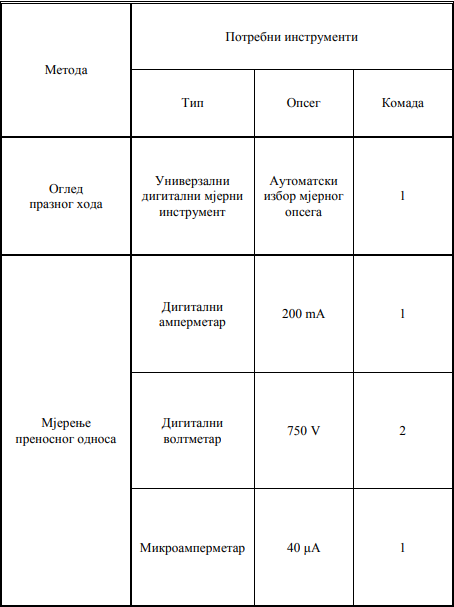 Метода
Потребни инструменти
Тип
Опсег
Комада
Оглед
празног хода
Универзални
дигитални мјерни
инструмент
Аутоматски
избор мјерног
опсега
1
Мјерење
преносног односа
Дигитални
амперметар
200 mA
1
Дигитални
волтметар
750 V
2
Микроамперметар
40 μA
1